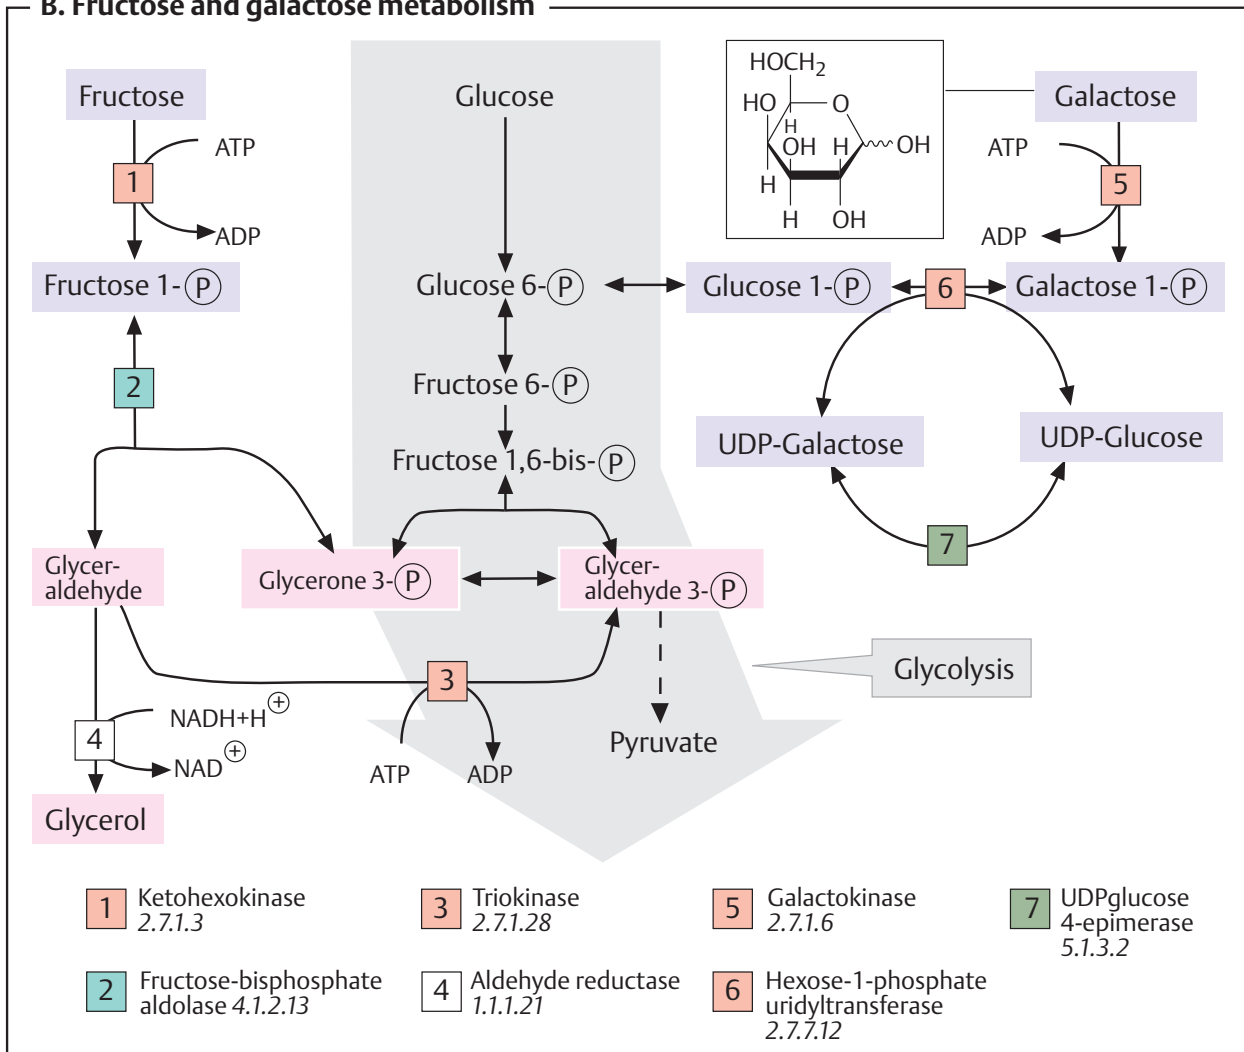 B. Fructose and galactose metabolism
Fructose
Glucose
HOCH2
HO
O
H
OH
H
OH
H
H
OH
Galactose
ATP
1
ADP
ATP
5
ADP
Fructose 1-P
Glucose 6-P
Glucose 1-P
6
Galactose 1-P
2
Fructose 6-P
Fructose 1,6-bis-P
UDP-Galactose
UDP-Glucose
7
Glycer-
aldehyde
Glycerone 3-P
Glycer-
aldehyde 3-P
3
Glycolysis
NADH+H+
4
NAD+
ATP
ADP
Pyruvate
Glycerol
1
Ketohexokinase
2.7.1.3
2
Fructose-bisphosphate
aldolase 4.1.2.13
3
Triokinase
2.7.1.28
4
Aldehyde reductase
1.1.1.21
5
Galactokinase
2.7.1.6
6
Hexose-1-phosphate
uridyltransferase
2.7.7.12
7
UDPglucose
4-epimerase
5.1.3.2